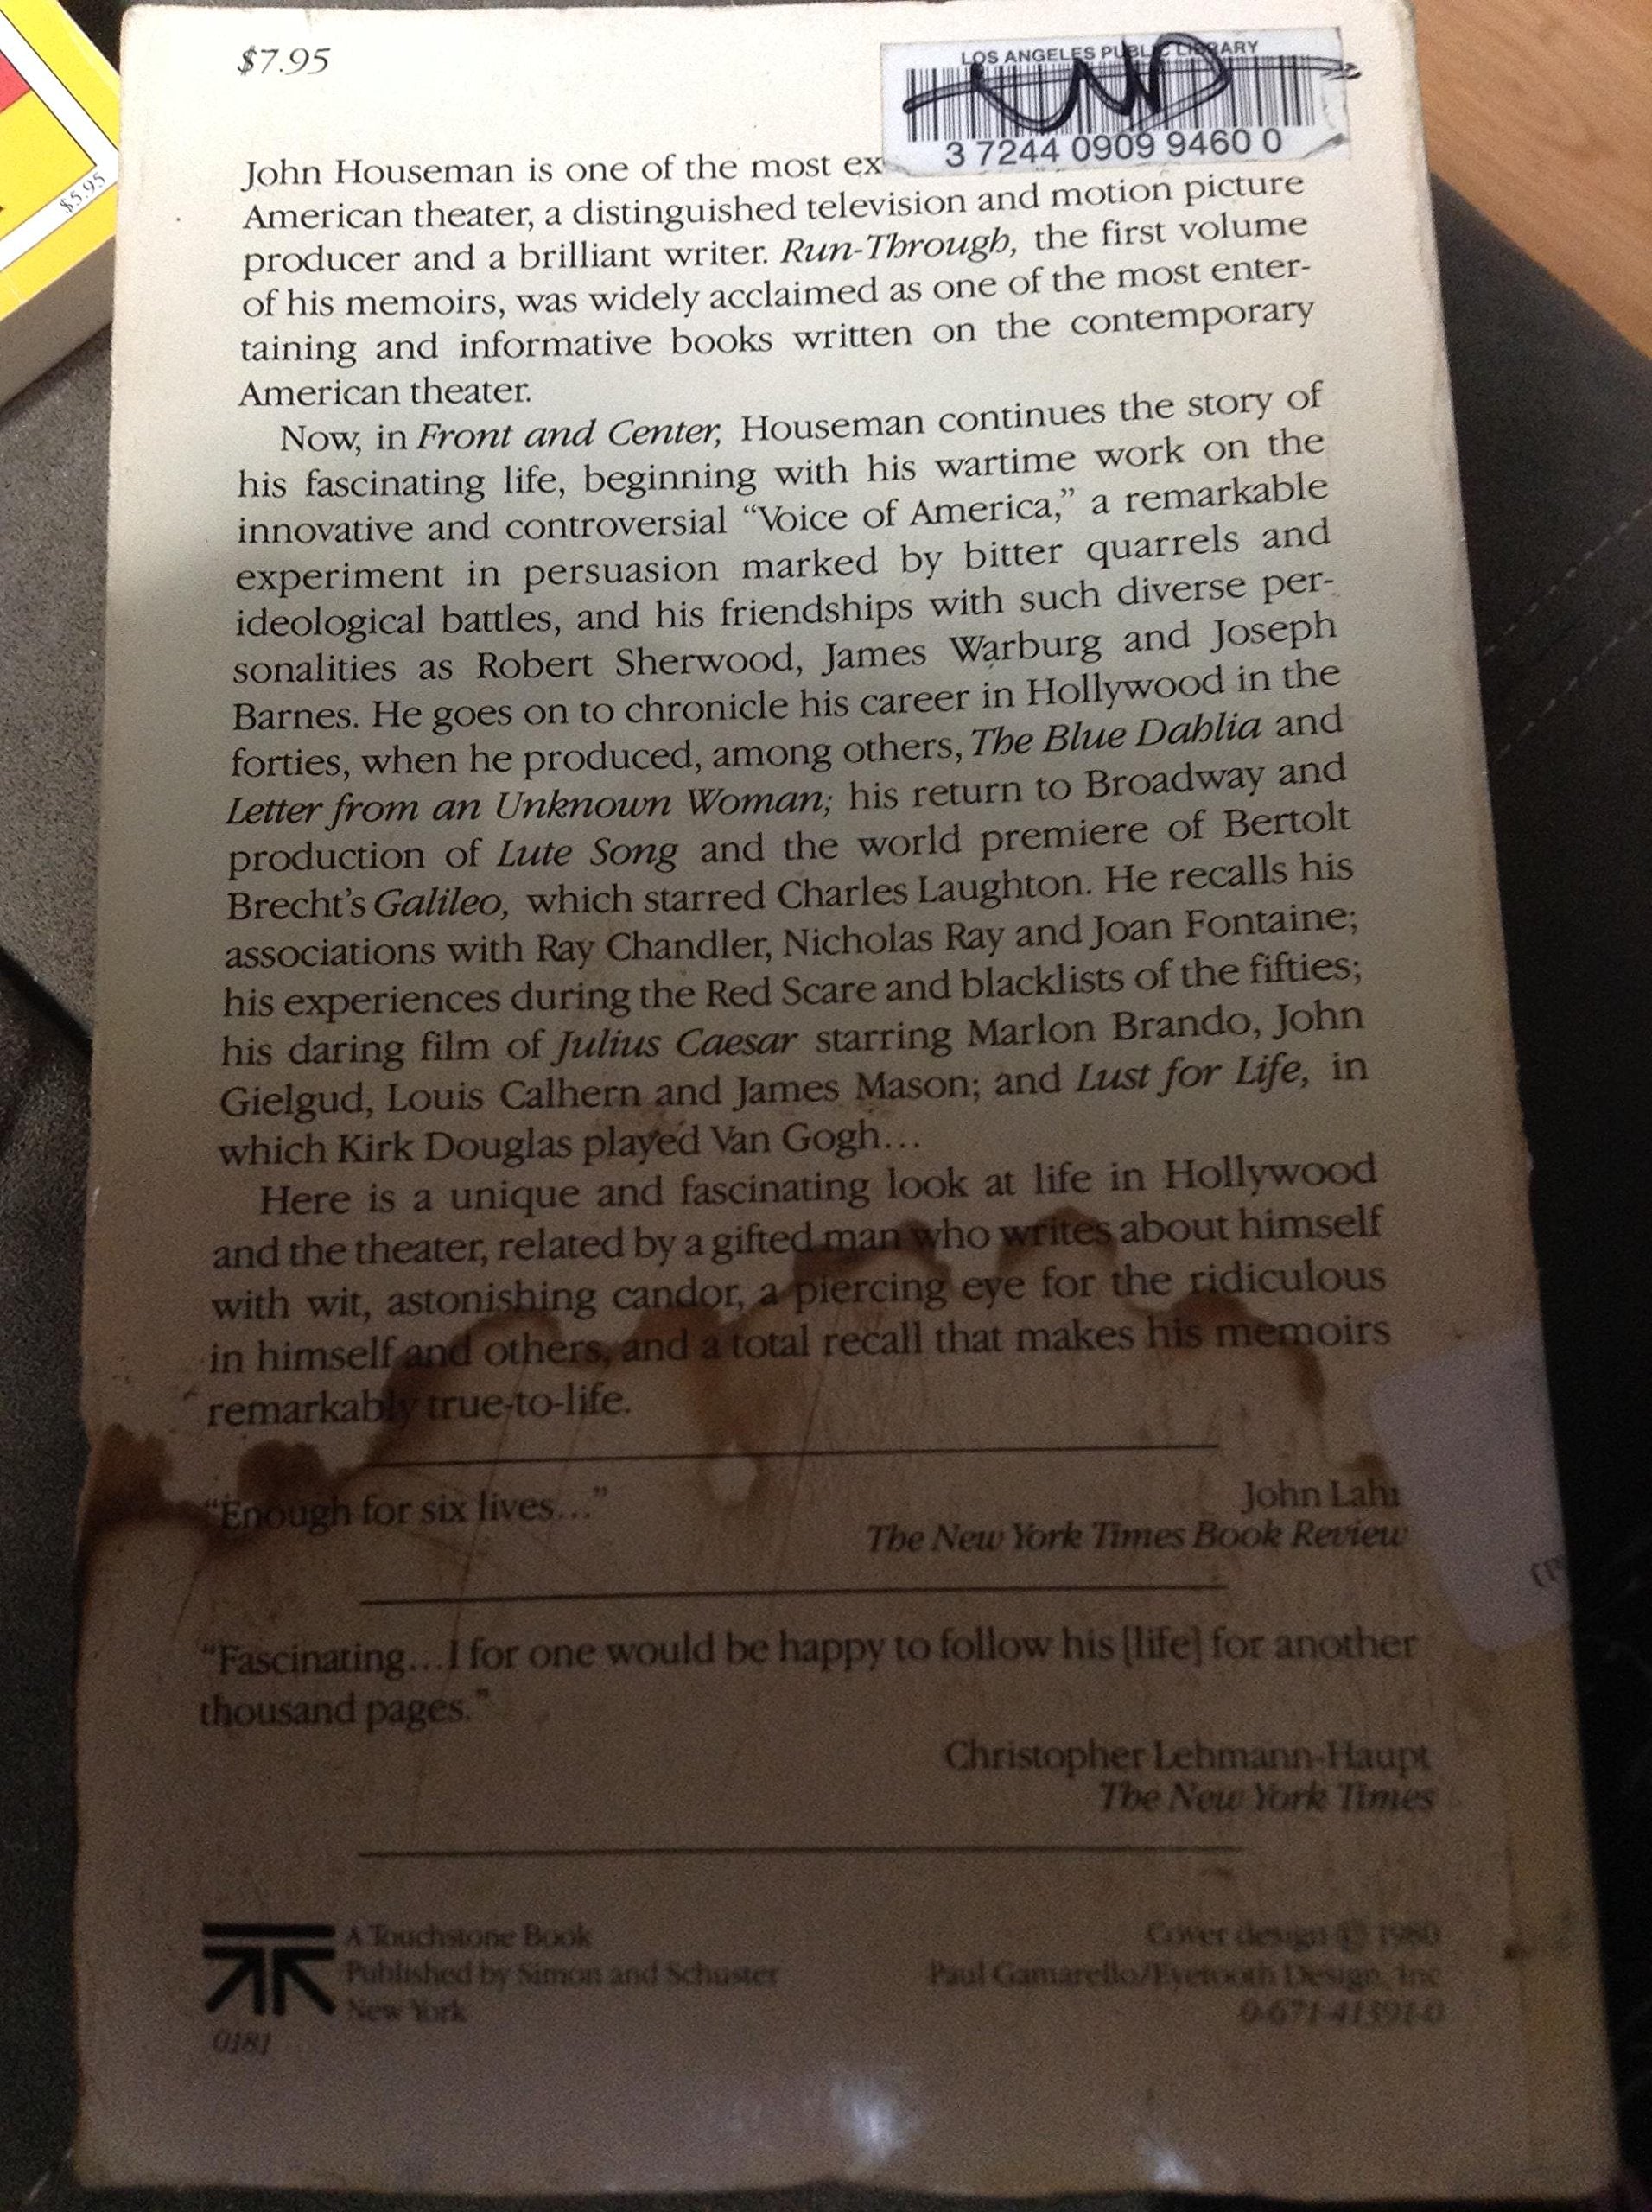 $7.95
$5.95
LOS ANGELES PUBLIC LIBRARY
3 7244 0909 9460 0
John Houseman is one of the most ex
American theater, a distinguished television and motion picture
producer and a brilliant writer. Run-Through, the first volume
of his memoirs, was widely acclaimed as one of the most enter-
taining and informative books written on the contemporary
American theater.
Now, in Front and Center, Houseman continues the story of
his fascinating life, beginning with his wartime work on the
innovative and controversial “Voice of America,” a remarkable
experiment in persuasion marked by bitter quarrels and
ideological battles, and his friendships with such diverse per-
sonalities as Robert Sherwood, James Warburg and Joseph
Barnes. He goes on to chronicle his career in Hollywood in the
forties, when he produced, among others, The Blue Dahlia and
Letter from an Unknown Woman; his return to Broadway and
production of Lute Song and the world premiere of Bertolt
Brecht’s Galileo, which starred Charles Laughton. He recalls his
associations with Ray Chandler, Nicholas Ray and Joan Fontaine;
his experiences during the Red Scare and blacklists of the fifties;
his daring film of Julius Caesar starring Marlon Brando, John
Gielgud, Louis Calhern and James Mason; and Lust for Life, in
which Kirk Douglas played Van Gogh...
Here is a unique and fascinating look at life in Hollywood
and the theater, related by a gifted man who writes about himself
with wit, astonishing candor, a piercing eye for the ridiculous
in himself and others, and a total recall that makes his memoirs
remarkably true-to-life.
“Enough for six lives...”
John Lahr
The New York Times Book Review
“Fascinating...I for one would be happy to follow his [life] for another
thousand pages.”
Christopher Lehmann-Haupt
The New York Times
A Touchstone Book
Published by Simon and Schuster
New York
0181
Cover design © 1980
Paul Gamarello/Eyetooth Design, Inc
0-671-41391-0